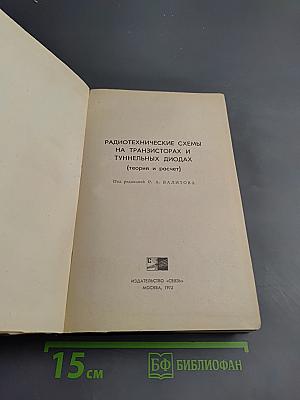 РАДИОТЕХНИЧЕСКИЕ СХЕМЫ
НА ТРАНЗИСТОРАХ И
ТУННЕЛЬНЫХ ДИОДАХ
(теория и расчет)
Под редакцией Р. А. ВАЛИТОВА
ИЗДАТЕЛЬСТВО «СВЯЗЬ»
МОСКВА, 1972
15 см
БФ БИБЛИОФАН